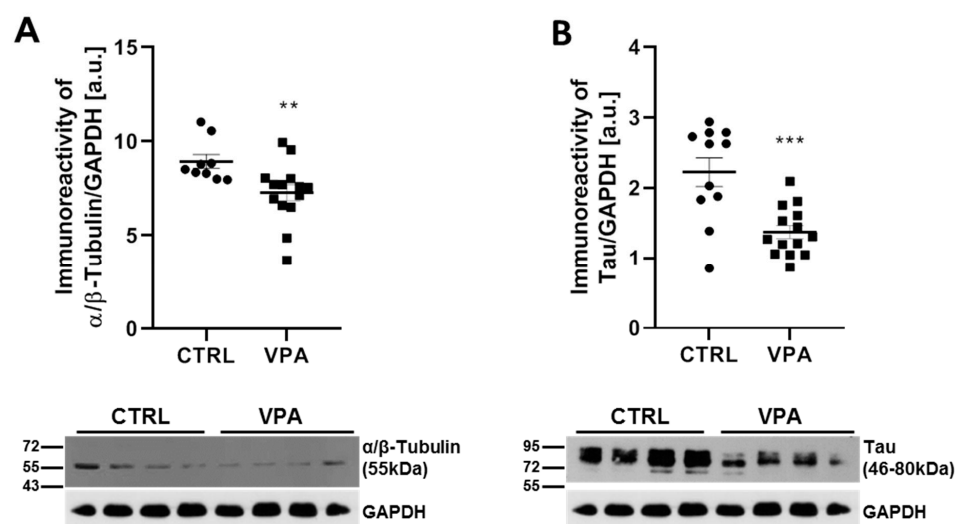 A
Immunoreactivity of
α/β-Tubulin/GAPDH [a.u.]
15
10
5
0
**
CTRL
VPA
CTRL
VPA
72
55
43
α/β-Tubulin
(55kDa)
GAPDH
B
Immunoreactivity of
Tau/GAPDH [a.u.]
4
3
2
1
0
***
CTRL
VPA
CTRL
VPA
95
72
55
Tau
(46-80kDa)
GAPDH